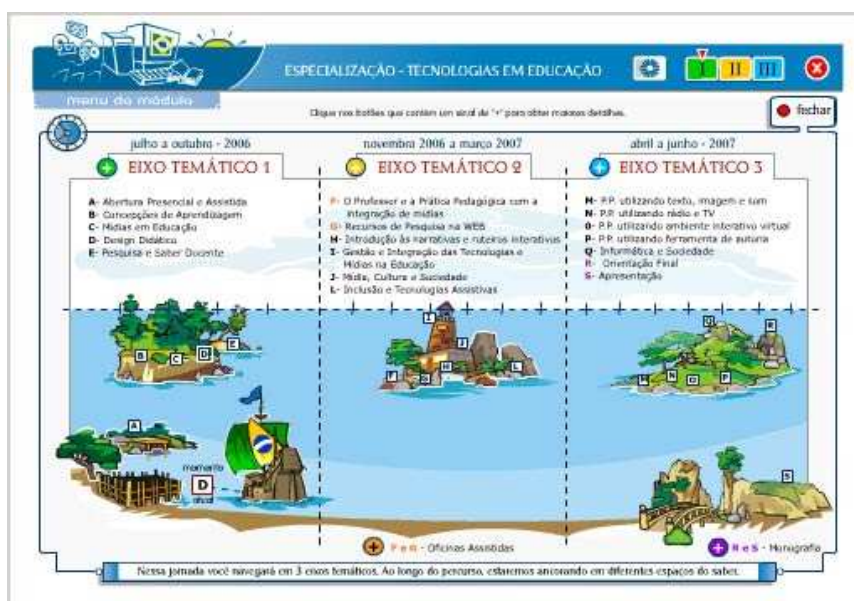 ESPECIALIZAÇÃO - TECNOLOGIAS EM EDUCAÇÃO
I II III
menu do módulo
Clique nos botões que contém um sinal de "+" para obter maiores detalhes.
fechar
julho a outubro - 2006
EIXO TEMÁTICO 1
A- Abertura Presencial e Assistida
B- Concepções de Aprendizagem
C- Mídias em Educação
D- Design Didático
E- Pesquisa e Saber Docente
novembro 2006 a março 2007
EIXO TEMÁTICO 2
F- O Professor e a Prática Pedagógica com a
integração de mídias
G- Recursos de Pesquisa na WEB
H- Introdução às narrativas e roteiros interativos
I- Gestão e Integração das Tecnologias e
Mídias na Educação
J- Mídia, Cultura e Sociedade
L- Inclusão e Tecnologias Assistivas
abril a junho - 2007
EIXO TEMÁTICO 3
M- P.P. utilizando texto, imagem e som
N- P.P. utilizando rádio e TV
O- P.P. utilizando ambiente interativo virtual
P- P.P. utilizando ferramenta de autoria
Q- Informática e Sociedade
R- Orientação Final
S- Apresentação
B C D E
I J F G H L
Q R M N O P
A
momento
D
atual
S
F e G - Oficinas Assistidas
R e S - Monografia
Nessa jornada você navegará em 3 eixos temáticos. Ao longo do percurso, estaremos ancorando em diferentes espaços do saber.